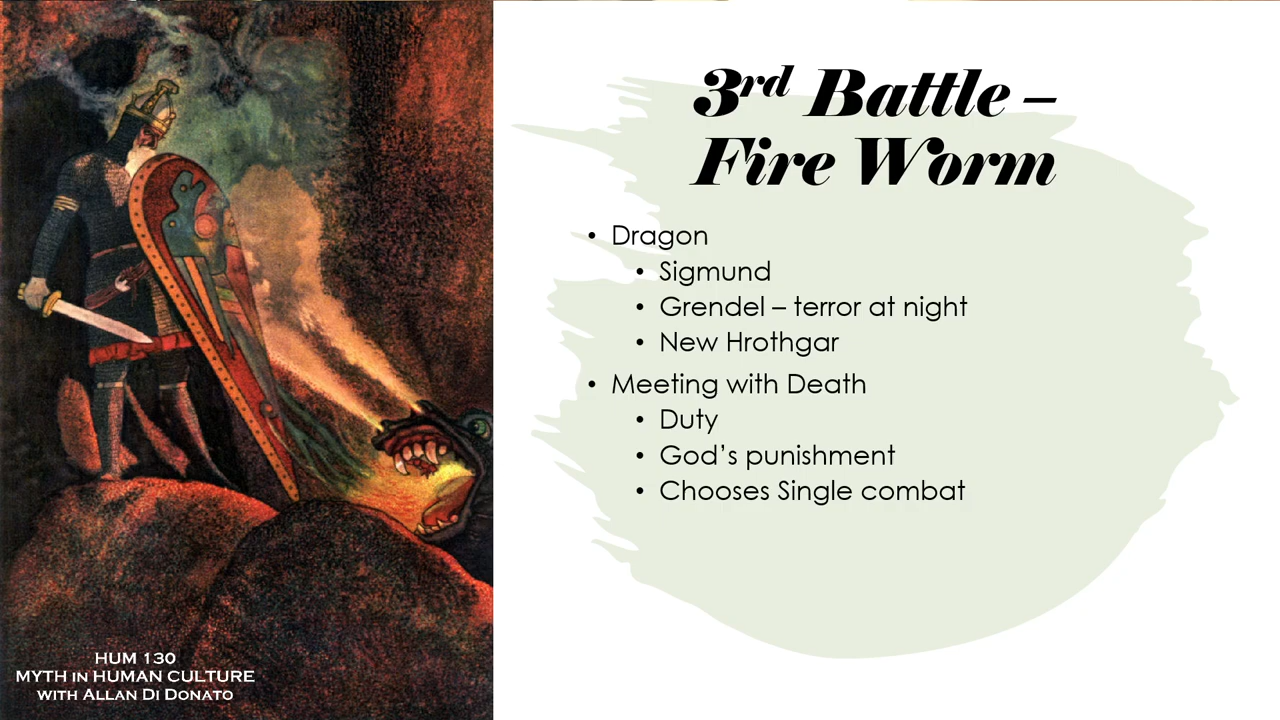 3rd Battle –
Fire Worm
• Dragon
• Sigmund
• Grendel – terror at night
• New Hrothgar
• Meeting with Death
• Duty
• God’s punishment
• Chooses Single combat
HUM 130
MYTH in HUMAN CULTURE
WITH ALLAN DI DONATO